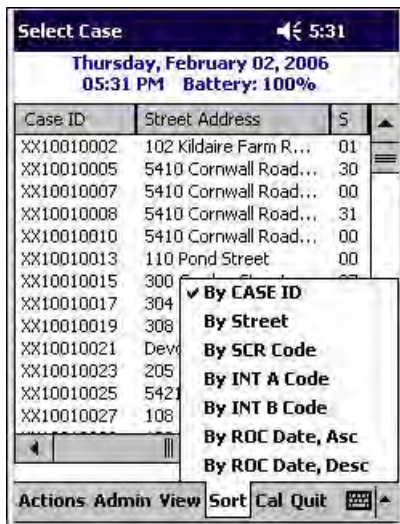 Select Case 5:31
Thursday, February 02, 2006
05:31 PM Battery: 100%
Case ID Street Address S
XX10010002 102 Kildaire Farm R... 01
XX10010005 5410 Cornwall Road... 30
XX10010007 5410 Cornwall Road... 00
XX10010008 5410 Cornwall Road... 31
XX10010010 5410 Cornwall Road... 00
XX10010013 110 Pond Street 00
XX10010015 300
XX10010017 304
XX10010019 308
XX10010021 Devo
XX10010023 205
XX10010025 5421
XX10010027 108
By CASE ID
By Street
By SCR Code
By INT A Code
By INT B Code
By ROC Date, Asc
By ROC Date, Desc
Actions Admin View Sort Cal Quit